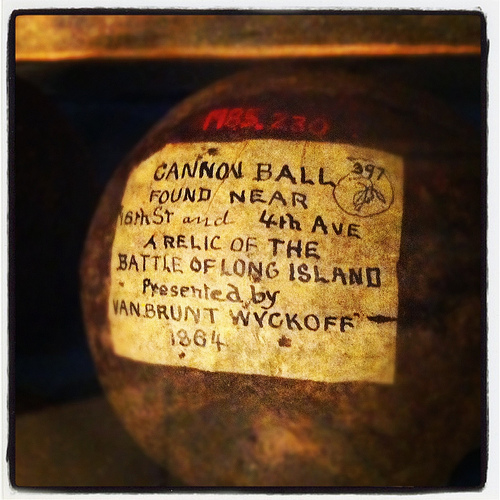 M85.230
397
CANNON BALL
FOUND NEAR
16th St and 4th AVE
A RELIC OF THE
BATTLE OF LONG ISLAND
Presented by
VAN.BRUNT WYCKOFF
1864